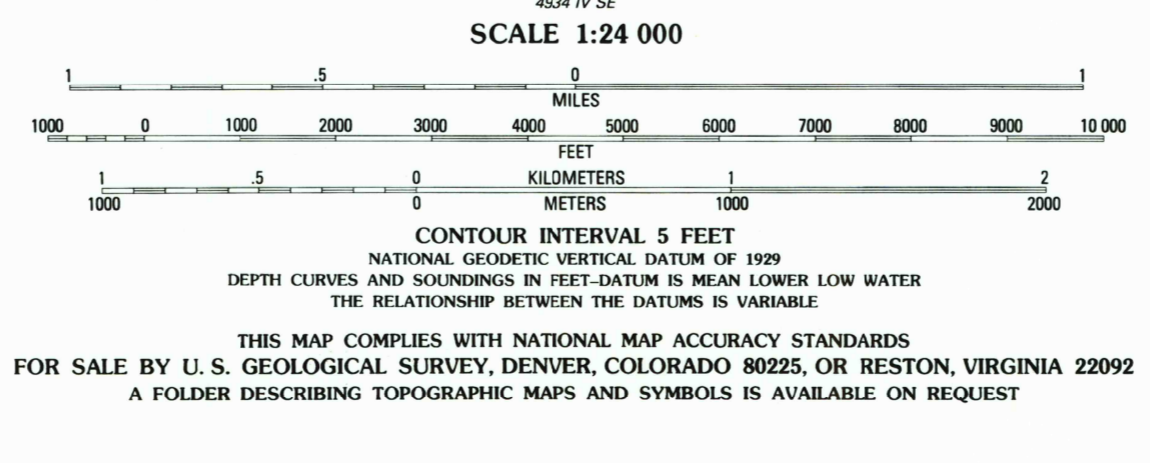 4934 IV SE
SCALE 1:24 000
1 .5 0 1
MILES
1000 0 1000 2000 3000 4000 5000 6000 7000 8000 9000 10 000
FEET
1 .5 0 KILOMETERS 1 2
1000 0 METERS 1000 2000
CONTOUR INTERVAL 5 FEET
NATIONAL GEODETIC VERTICAL DATUM OF 1929
DEPTH CURVES AND SOUNDINGS IN FEET–DATUM IS MEAN LOWER LOW WATER
THE RELATIONSHIP BETWEEN THE DATUMS IS VARIABLE
THIS MAP COMPLIES WITH NATIONAL MAP ACCURACY STANDARDS
FOR SALE BY U. S. GEOLOGICAL SURVEY, DENVER, COLORADO 80225, OR RESTON, VIRGINIA 22092
A FOLDER DESCRIBING TOPOGRAPHIC MAPS AND SYMBOLS IS AVAILABLE ON REQUEST